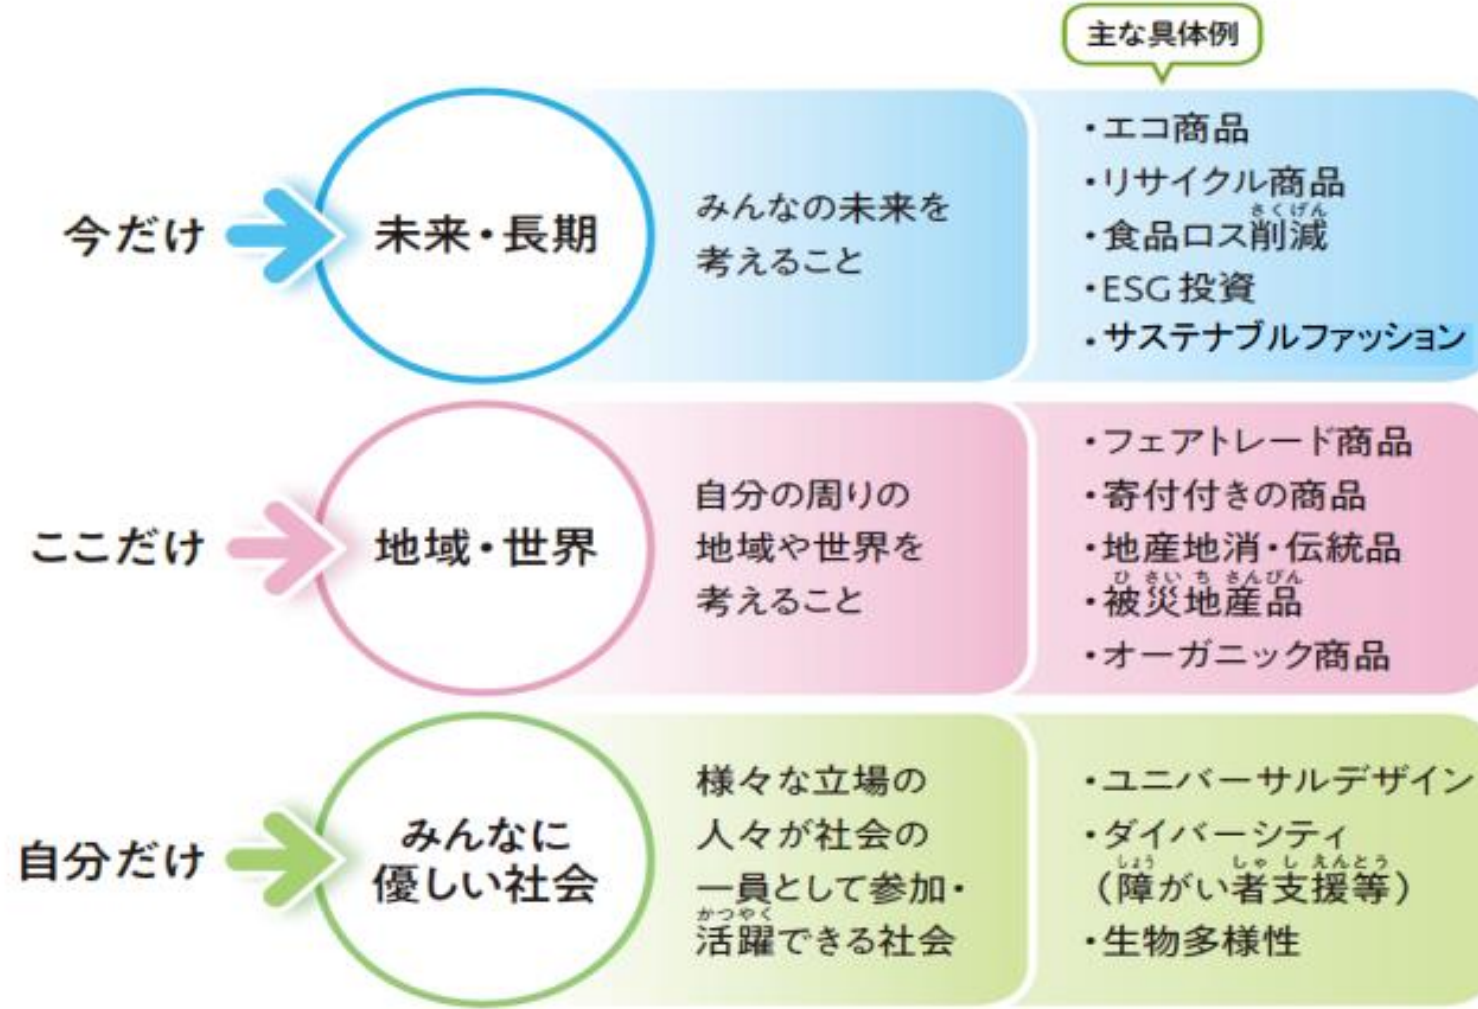 主な具体例
今だけ
未来・長期
みんなの未来を
考えること
・エコ商品
・リサイクル商品
さくげん
・食品ロス削減
・ESG投資
・サステナブルファッション
ここだけ
地域・世界
自分の周りの
地域や世界を
考えること
・フェアトレード商品
・寄付付きの商品
・地産地消・伝統品
ひさいちさんぴん
・被災地産品
・オーガニック商品
自分だけ
みんなに
優しい社会
様々な立場の
人々が社会の
一員として参加・
かつやく
活躍できる社会
・ユニバーサルデザイン
・ダイバーシティ
しょう しゃしえんとう
（障がい者支援等）
・生物多様性